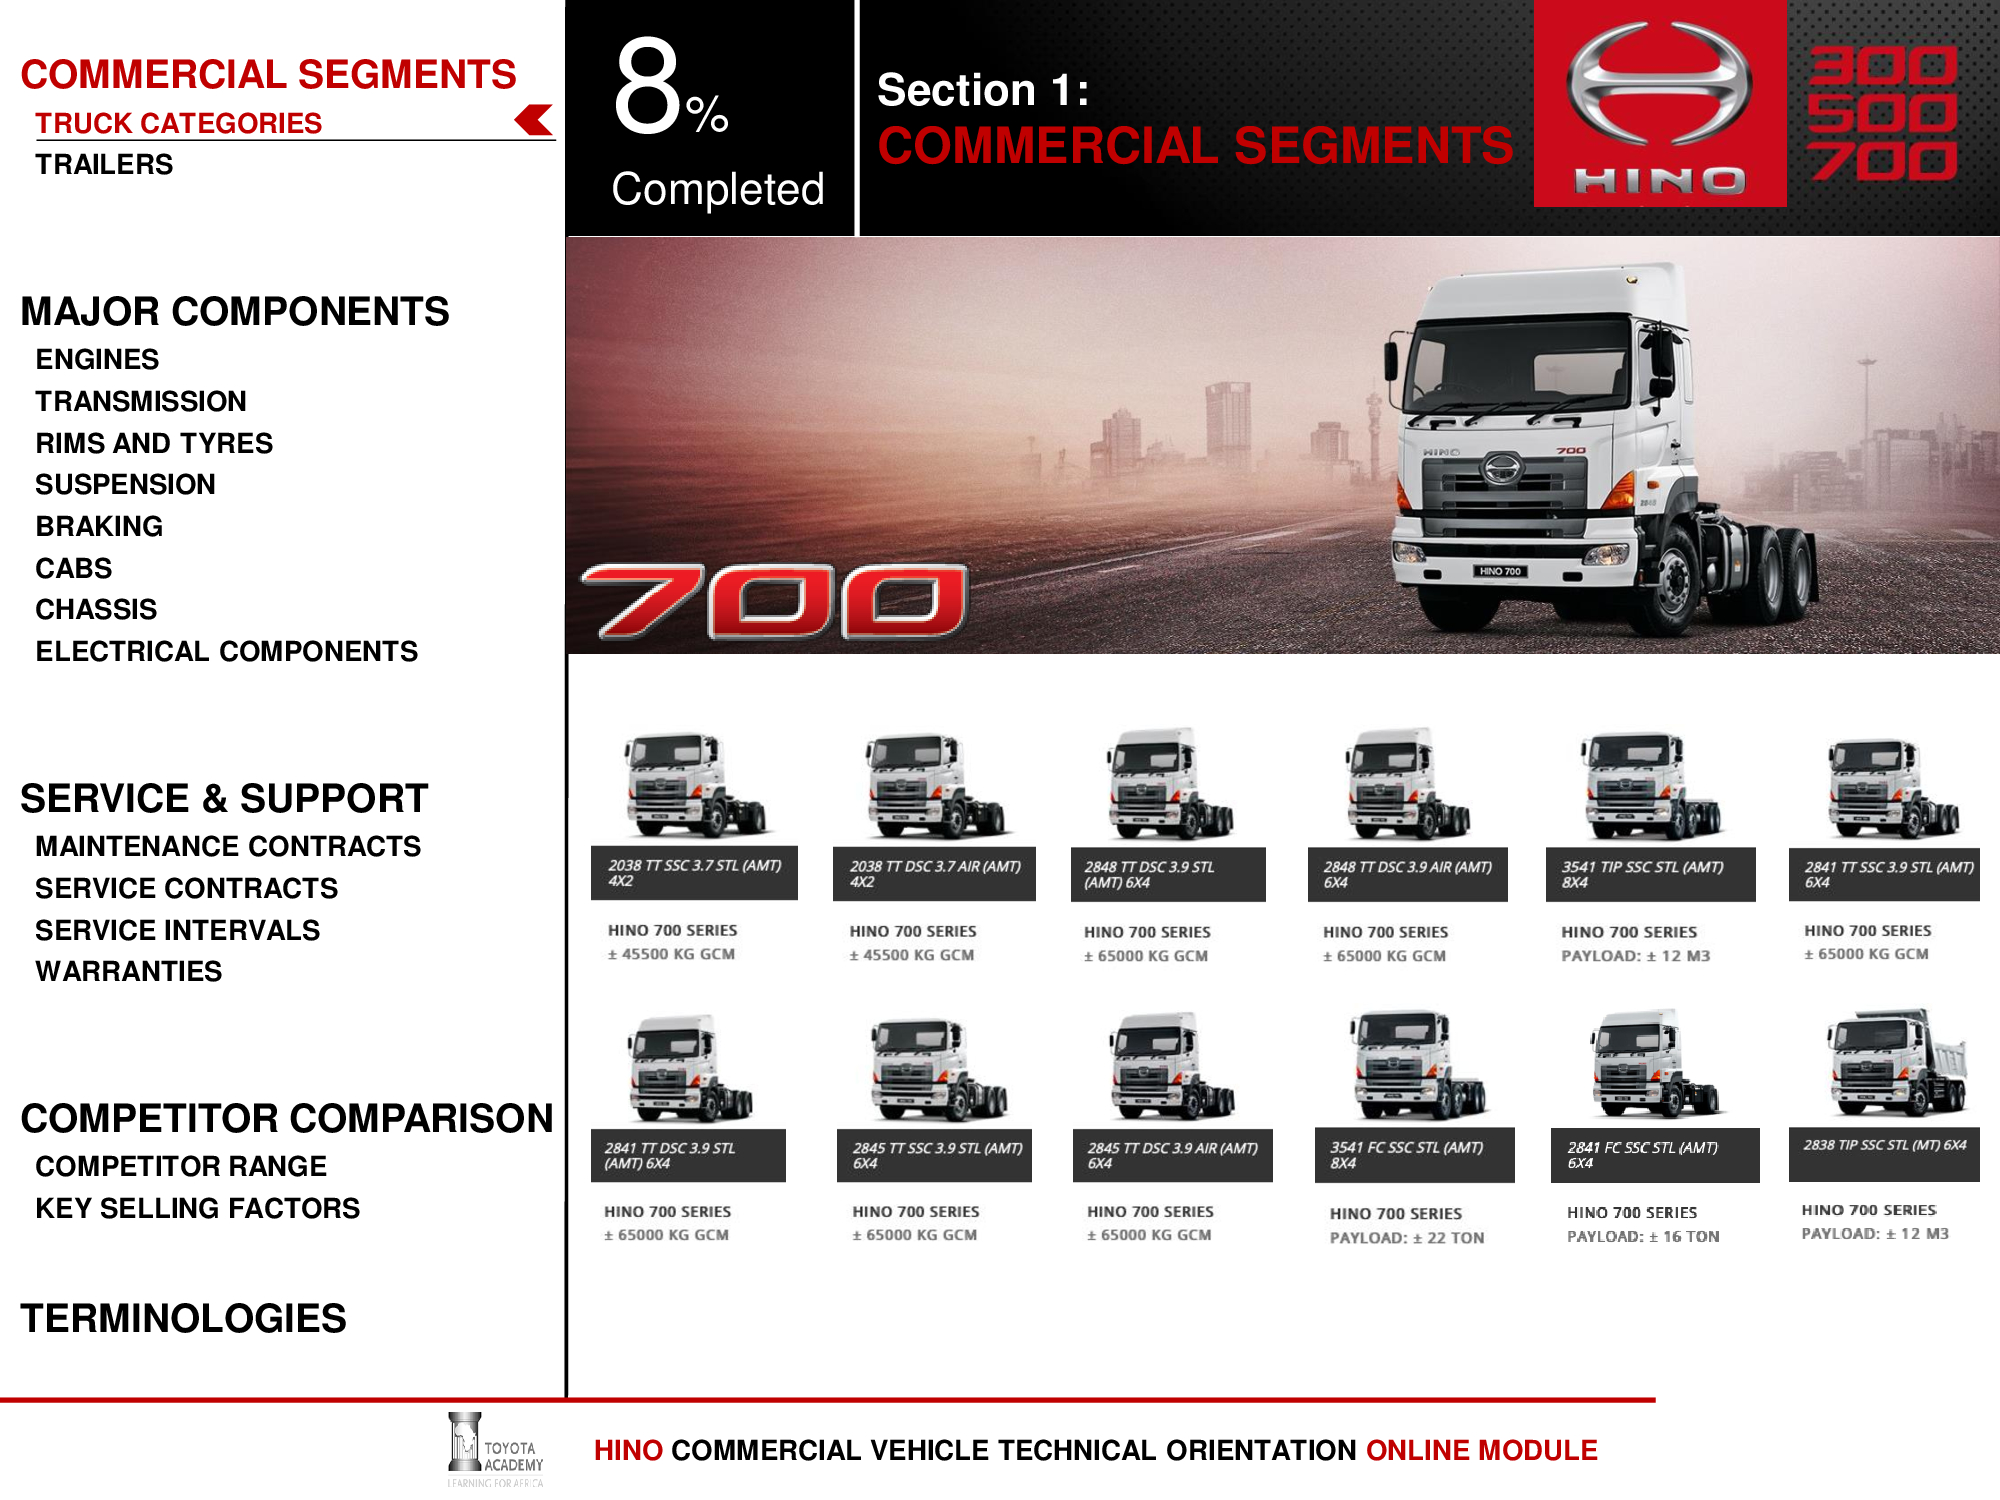 COMMERCIAL SEGMENTS
TRUCK CATEGORIES
TRAILERS
MAJOR COMPONENTS
ENGINES
TRANSMISSION
RIMS AND TYRES
SUSPENSION
BRAKING
CABS
CHASSIS
ELECTRICAL COMPONENTS
SERVICE & SUPPORT
MAINTENANCE CONTRACTS
SERVICE CONTRACTS
SERVICE INTERVALS
WARRANTIES
COMPETITOR COMPARISON
COMPETITOR RANGE
KEY SELLING FACTORS
TERMINOLOGIES
8%
Completed
Section 1:
COMMERCIAL SEGMENTS
HINO
300
500
700
HINO 700
HINO 700
700
2038 TT SSC 3.7 STL (AMT)
4X2
HINO 700 SERIES
± 45500 KG GCM
2038 TT DSC 3.7 AIR (AMT)
4X2
HINO 700 SERIES
± 45500 KG GCM
2848 TT DSC 3.9 STL
(AMT) 6X4
HINO 700 SERIES
± 65000 KG GCM
2848 TT DSC 3.9 AIR (AMT)
6X4
HINO 700 SERIES
± 65000 KG GCM
3541 TIP SSC STL (AMT)
8X4
HINO 700 SERIES
PAYLOAD: ± 12 M3
2841 TT SSC 3.9 STL (AMT)
6X4
HINO 700 SERIES
± 65000 KG GCM
2841 TT DSC 3.9 STL
(AMT) 6X4
HINO 700 SERIES
± 65000 KG GCM
2845 TT SSC 3.9 STL (AMT)
6X4
HINO 700 SERIES
± 65000 KG GCM
2845 TT DSC 3.9 AIR (AMT)
6X4
HINO 700 SERIES
± 65000 KG GCM
3541 FC SSC STL (AMT)
8X4
HINO 700 SERIES
PAYLOAD: ± 22 TON
2841 FC SSC STL (AMT)
6X4
HINO 700 SERIES
PAYLOAD: ± 16 TON
2838 TIP SSC STL (MT) 6X4
HINO 700 SERIES
PAYLOAD: ± 12 M3
TOYOTA
ACADEMY
LEARNING FOR AFRICA
HINO COMMERCIAL VEHICLE TECHNICAL ORIENTATION ONLINE MODULE